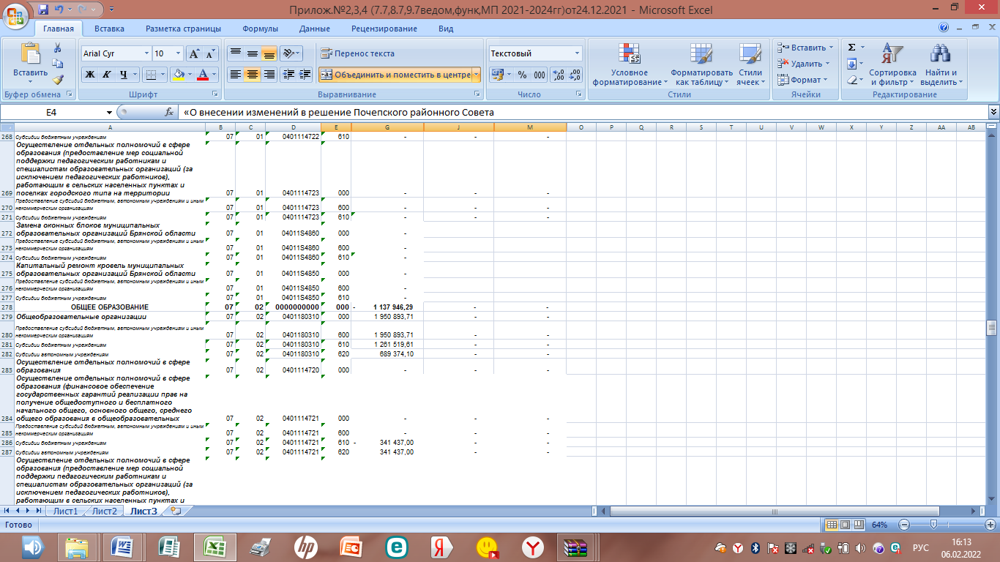 Прилож.№2,3,4 (7.7,8.7,9.7ведом,функ,МП 2021-2024гг)от24.12.2021 - Microsoft Excel
Главная Вставка Разметка страницы Формулы Данные Рецензирование Вид
Вставить Arial Cyr 10 Перенос текста Текстовый Условное форматирование Форматировать как таблицу Стили ячеек Вставить Удалить Формат Сортировка и фильтр Найти и выделить
Ж К Ч Объединить и поместить в центре % 000
Буфер обмена Шрифт Выравнивание Число Стили Ячейки Редактирование
E4 fx «О внесении изменений в решение Почепского районного Совета
A B C D E G J M O P Q R S T U V W X Y Z AA AB
268 Субсидии бюджетным учреждениям 07 01 0401114722 610 - - -
Осуществление отдельных полномочий в сфере
образования (предоставление мер социальной
поддержки педагогическим работникам и
специалистам образовательных организаций (за
исключением педагогических работников),
работающим в сельских населенных пунктах и
269 поселках городского типа на территории 07 01 0401114723 000 - - -
Предоставление субсидий бюджетным, автономным учреждениям и иным
270 некоммерческим организациям 07 01 0401114723 600 - - -
271 Субсидии бюджетным учреждениям 07 01 0401114723 610 - - -
Замена оконных блоков муниципальных
272 образовательных организаций Брянской области 07 01 04011S4860 000 -
Предоставление субсидий бюджетным, автономным учреждениям и иным
273 некоммерческим организациям 07 01 04011S4860 600 -
274 Субсидии бюджетным учреждениям 07 01 04011S4860 610 -
Капитальный ремонт кровель муниципальных
275 образовательных организаций Брянской области 07 01 04011S4850 000 -
Предоставление субсидий бюджетным, автономным учреждениям и иным
276 некоммерческим организациям 07 01 04011S4850 600 -
277 Субсидии бюджетным учреждениям 07 01 04011S4850 610 -
278 ОБЩЕЕ ОБРАЗОВАНИЕ 07 02 0000000000 000 - 1 137 946,29 - -
279 Общеобразовательные организации 07 02 0401180310 000 1 950 893,71 - -
Предоставление субсидий бюджетным, автономным учреждениям и иным
280 некоммерческим организациям 07 02 0401180310 600 1 950 893,71 - -
281 Субсидии бюджетным учреждениям 07 02 0401180310 610 1 261 519,61 - -
282 Субсидии автономным учреждениям 07 02 0401180310 620 689 374,10 - -
Осуществление отдельных полномочий в сфере
283 образования 07 02 0401114720 000 - - -
Осуществление отдельных полномочий в сфере
образования (финансовое обеспечение
государственных гарантий реализации прав на
получение общедоступного и бесплатного
начального общего, основного общего, среднего
284 общего образования в общеобразовательных 07 02 0401114721 000 - - -
Предоставление субсидий бюджетным, автономным учреждениям и иным
285 некоммерческим организациям 07 02 0401114721 600 - - -
286 Субсидии бюджетным учреждениям 07 02 0401114721 610 - 341 437,00 - -
287 Субсидии автономным учреждениям 07 02 0401114721 620 341 437,00 - -
Осуществление отдельных полномочий в сфере
образования (предоставление мер социальной
поддержки педагогическим работникам и
специалистам образовательных организаций (за
исключением педагогических работников),
работающим в сельских населенных пунктах и
Лист1 Лист2 Лист3
Готово 64%
РУС 16:13
06.02.2022